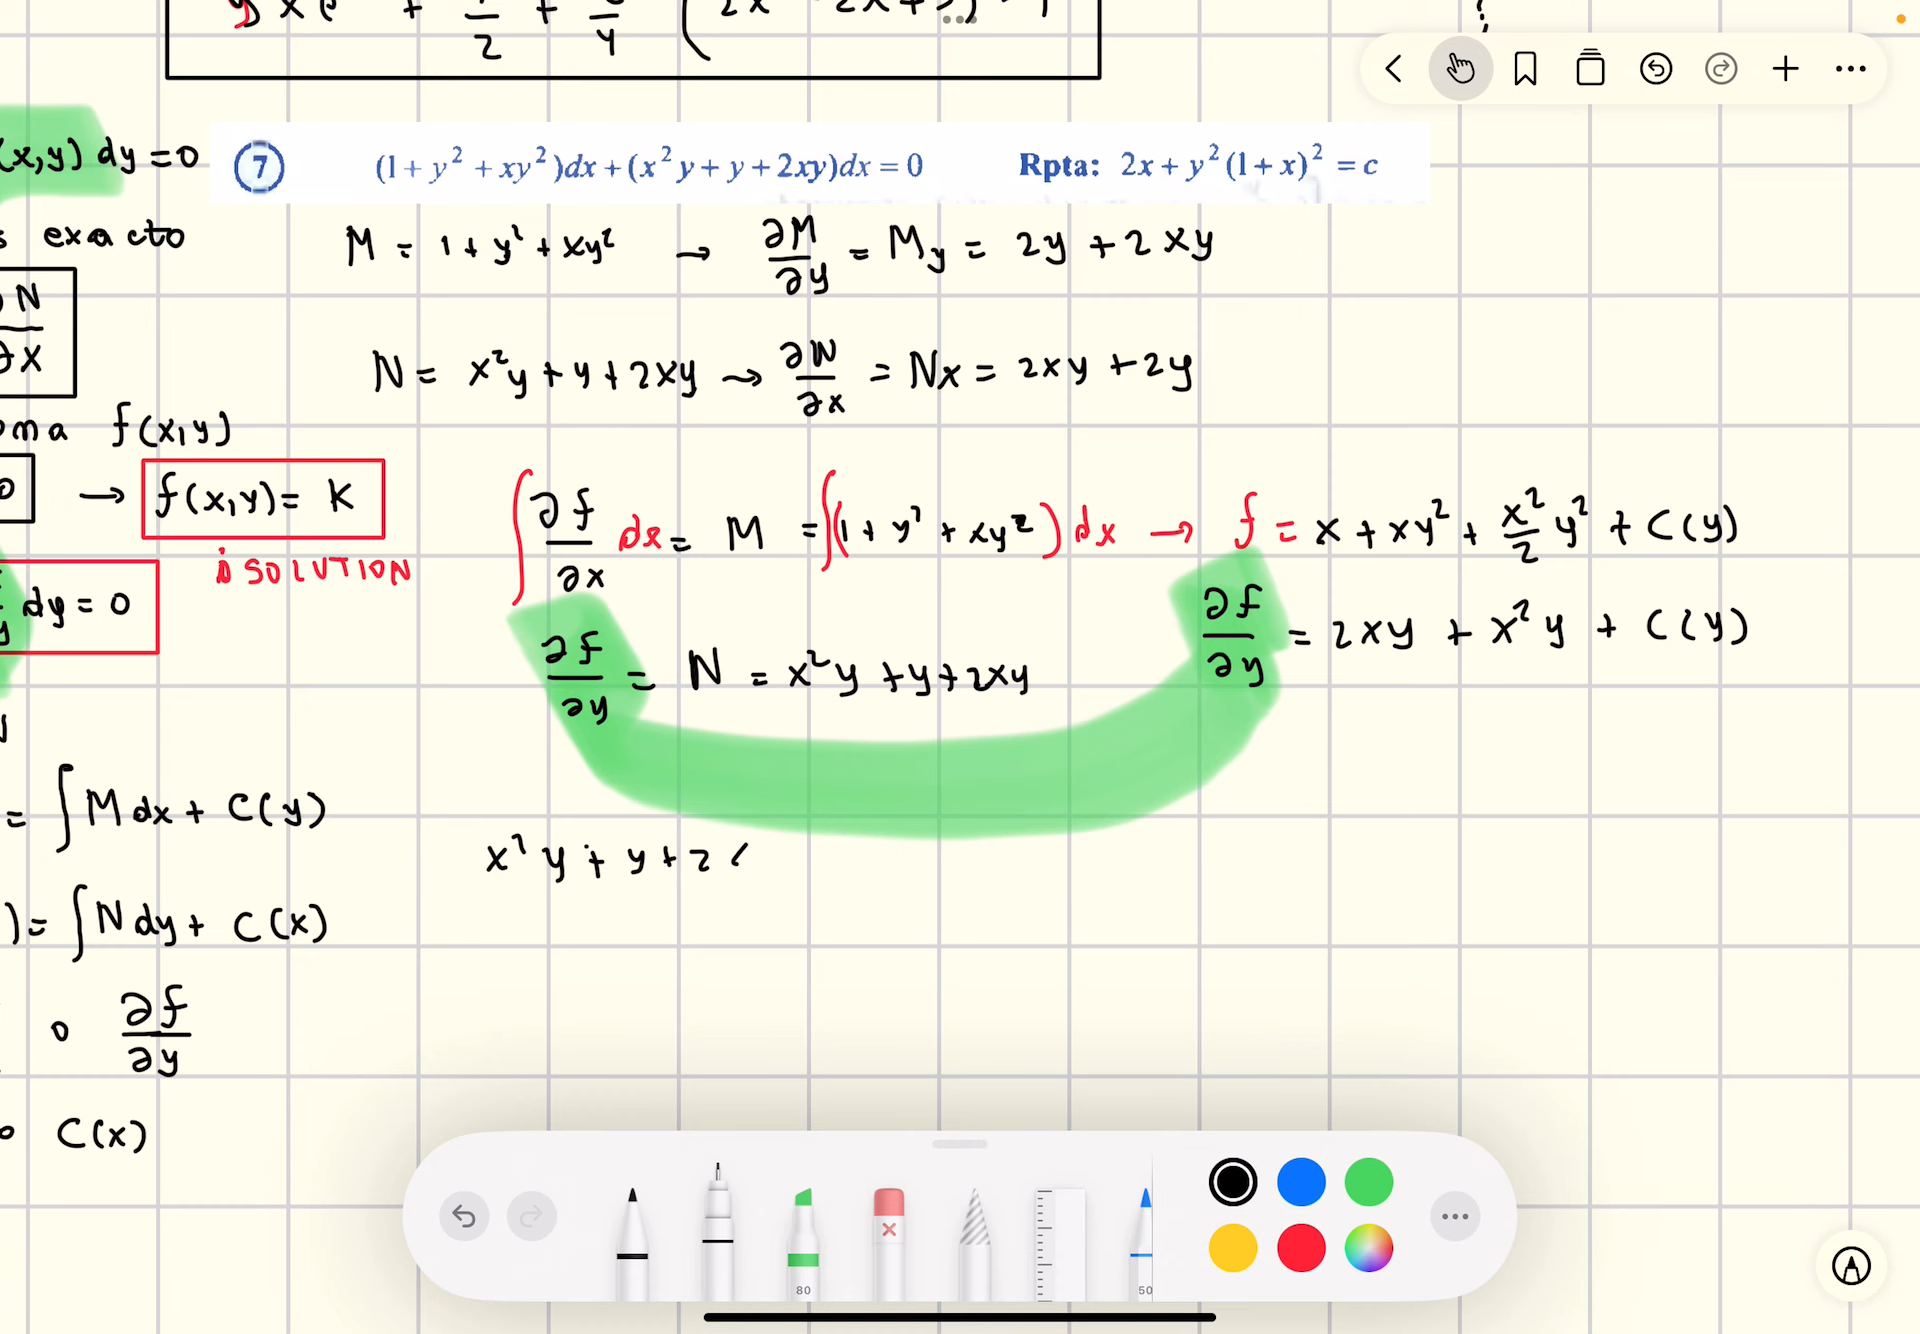 (x,y) dy = 0
⑦ (1+y²+xy²)dx+(x²y+y+2xy)dx = 0 Rpta: 2x+y²(1+x)² = c
exacto
M = 1 + y² + xy² → ∂M/∂y = My = 2y + 2xy
∂N/∂x
N = x²y + y + 2xy → ∂N/∂x = Nx = 2xy + 2y
f(x,y)
→ f(x,y) = K
SOLUTION
∫ ∂f/∂x dx = M = ∫(1 + y² + xy²) dx → f = x + xy² + x²/2 y² + C(y)
dy = 0
∂f/∂y = N = x²y + y + 2xy
∂f/∂y = 2xy + x²y + C(y)
= ∫M dx + C(y)
x²y + y + 2
) = ∫N dy + C(x)
o ∂f/∂y
C(x)
80
50